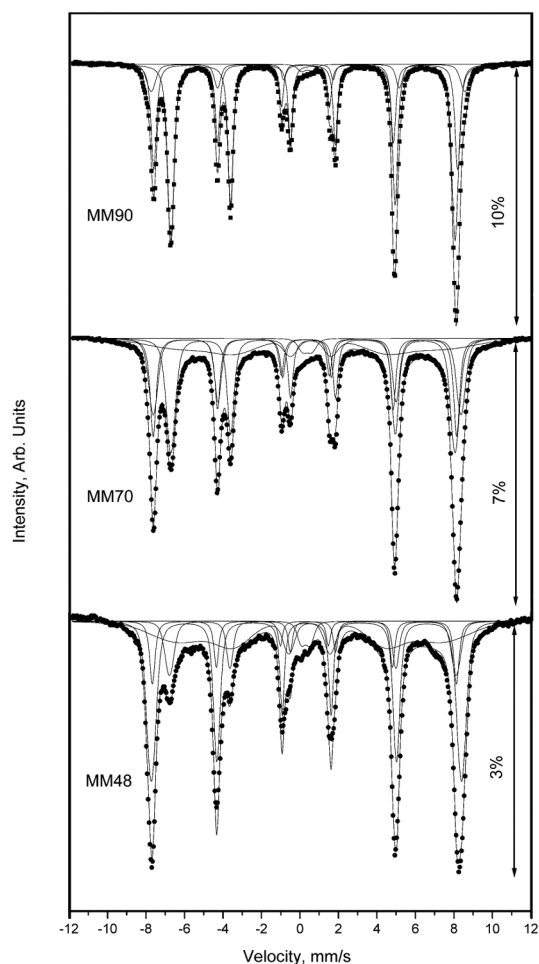 MM90
10%
MM70
7%
MM48
3%
Intensity, Arb. Units
-12 -10 -8 -6 -4 -2 0 2 4 6 8 10 12
Velocity, mm/s